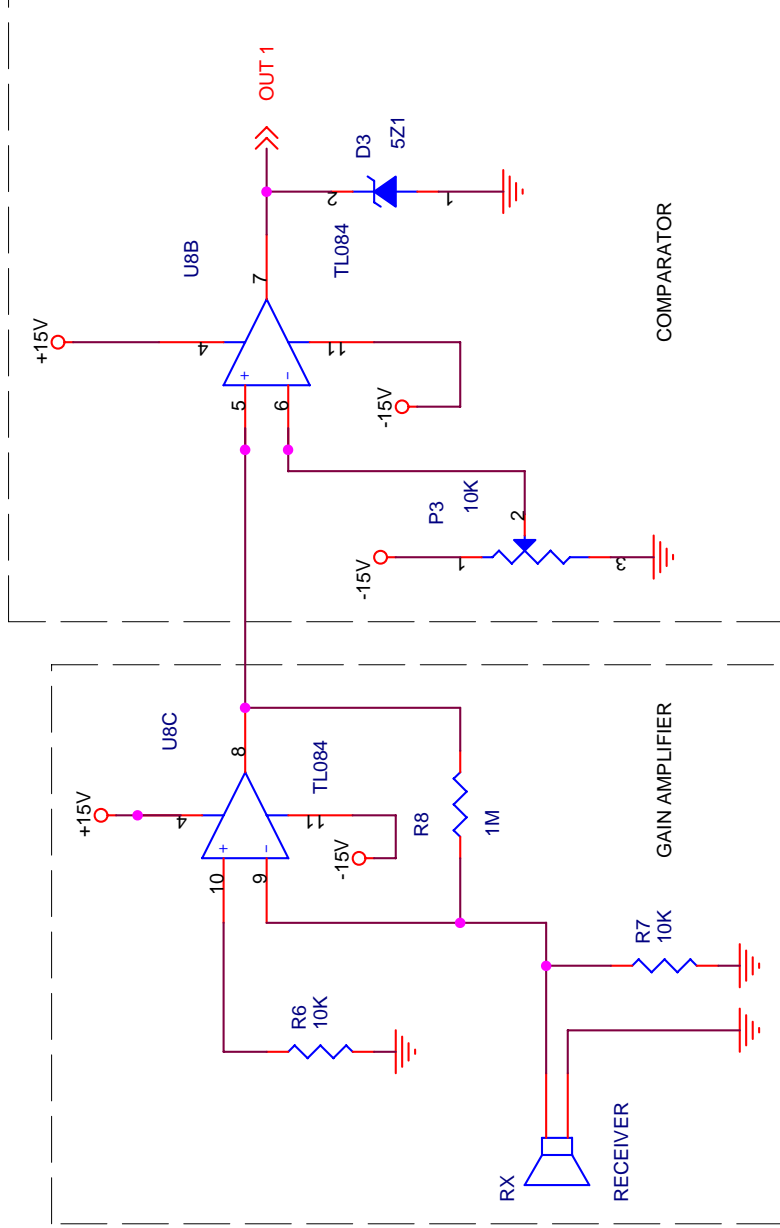 +15V
U8C
4
10
+
9
-
8
11
TL084
-15V
R6
10K
R8
1M
RX
RECEIVER
R7
10K
GAIN AMPLIFIER
+15V
U8B
4
5
+
6
-
7
11
TL084
-15V
OUT 1
D3
5Z1
2
1
-15V
P3
10K
1
2
3
COMPARATOR